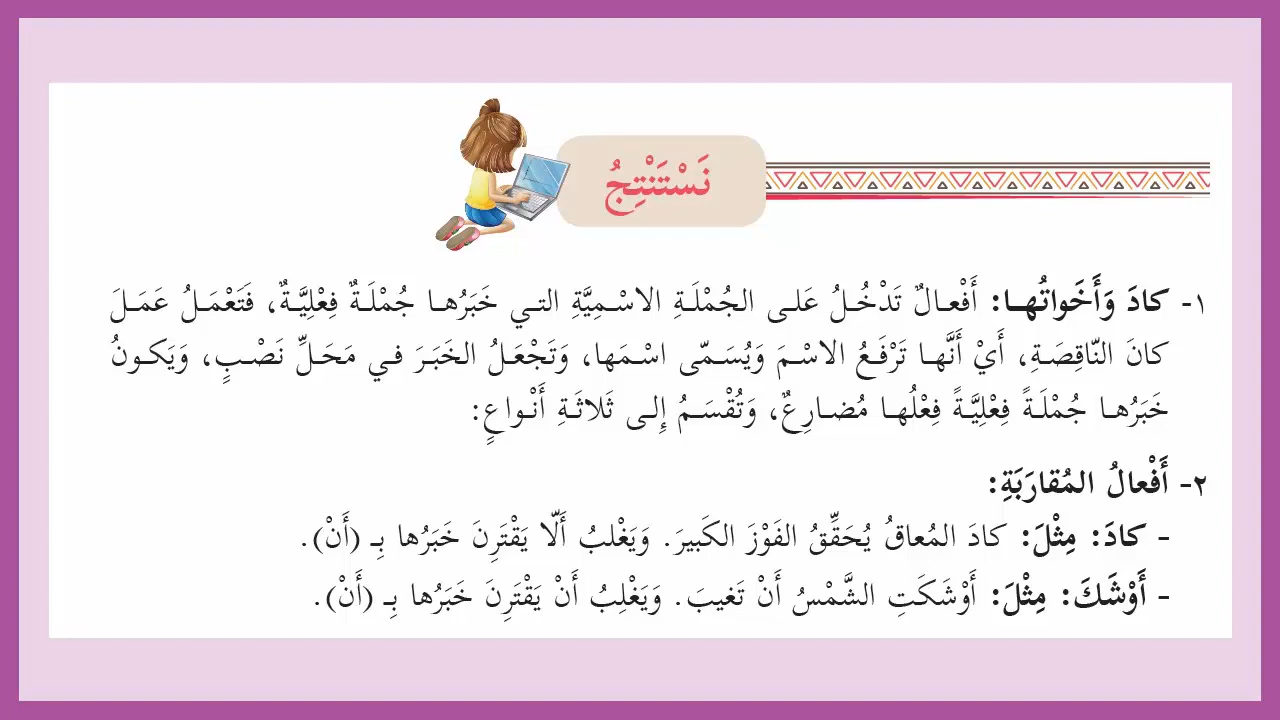 نَسْتَنْتِجُ
١- كادَ وَأَخَواتُها: أَفْعالٌ تَدْخُلُ عَلى الجُمْلَةِ الاسْمِيَّةِ التي خَبَرُها جُمْلَةٌ فِعْلِيَّةٌ، فَتَعْمَلُ عَمَلَ
كانَ النّاقِصَةِ، أَيْ أَنَّها تَرْفَعُ الاسْمَ وَيُسَمّى اسْمَها، وَتَجْعَلُ الخَبَرَ في مَحَلِّ نَصْبٍ، وَيَكونُ
خَبَرُها جُمْلَةً فِعْلِيَّةً فِعْلُها مُضارِعٌ، وَتُقْسَمُ إِلى ثَلاثَةِ أَنْواعٍ:
٢- أَفْعالُ المُقارَبَةِ:
- كادَ: مِثْلَ: كادَ المُعاقُ يُحَقِّقُ الفَوْزَ الكَبيرَ. وَيَغْلبُ أَلّا يَقْتَرِنَ خَبَرُها بِـ (أَنْ).
- أَوْشَكَ: مِثْلَ: أَوْشَكَتِ الشَّمْسُ أَنْ تَغيبَ. وَيَغْلِبُ أَنْ يَقْتَرِنَ خَبَرُها بِـ (أَنْ).